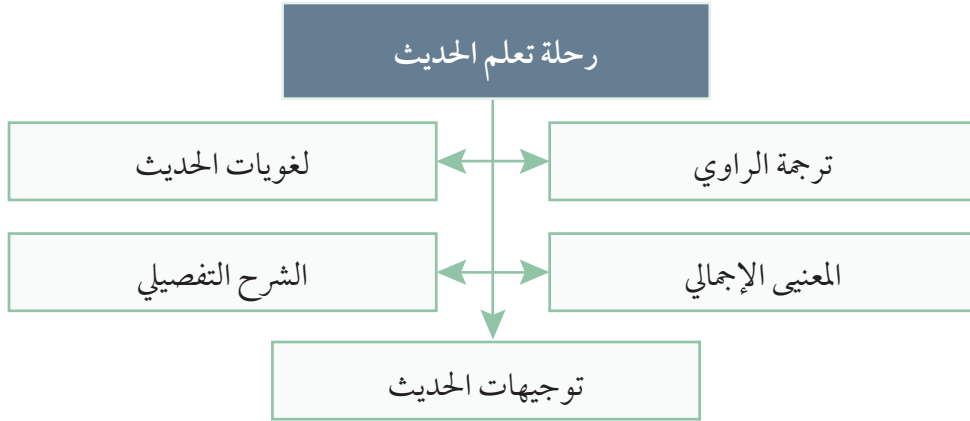 رحلة تعلم الحديث
ترجمة الراوي
لغويات الحديث
المعنيى الإجمالي
الشرح التفصيلي
توجيهات الحديث